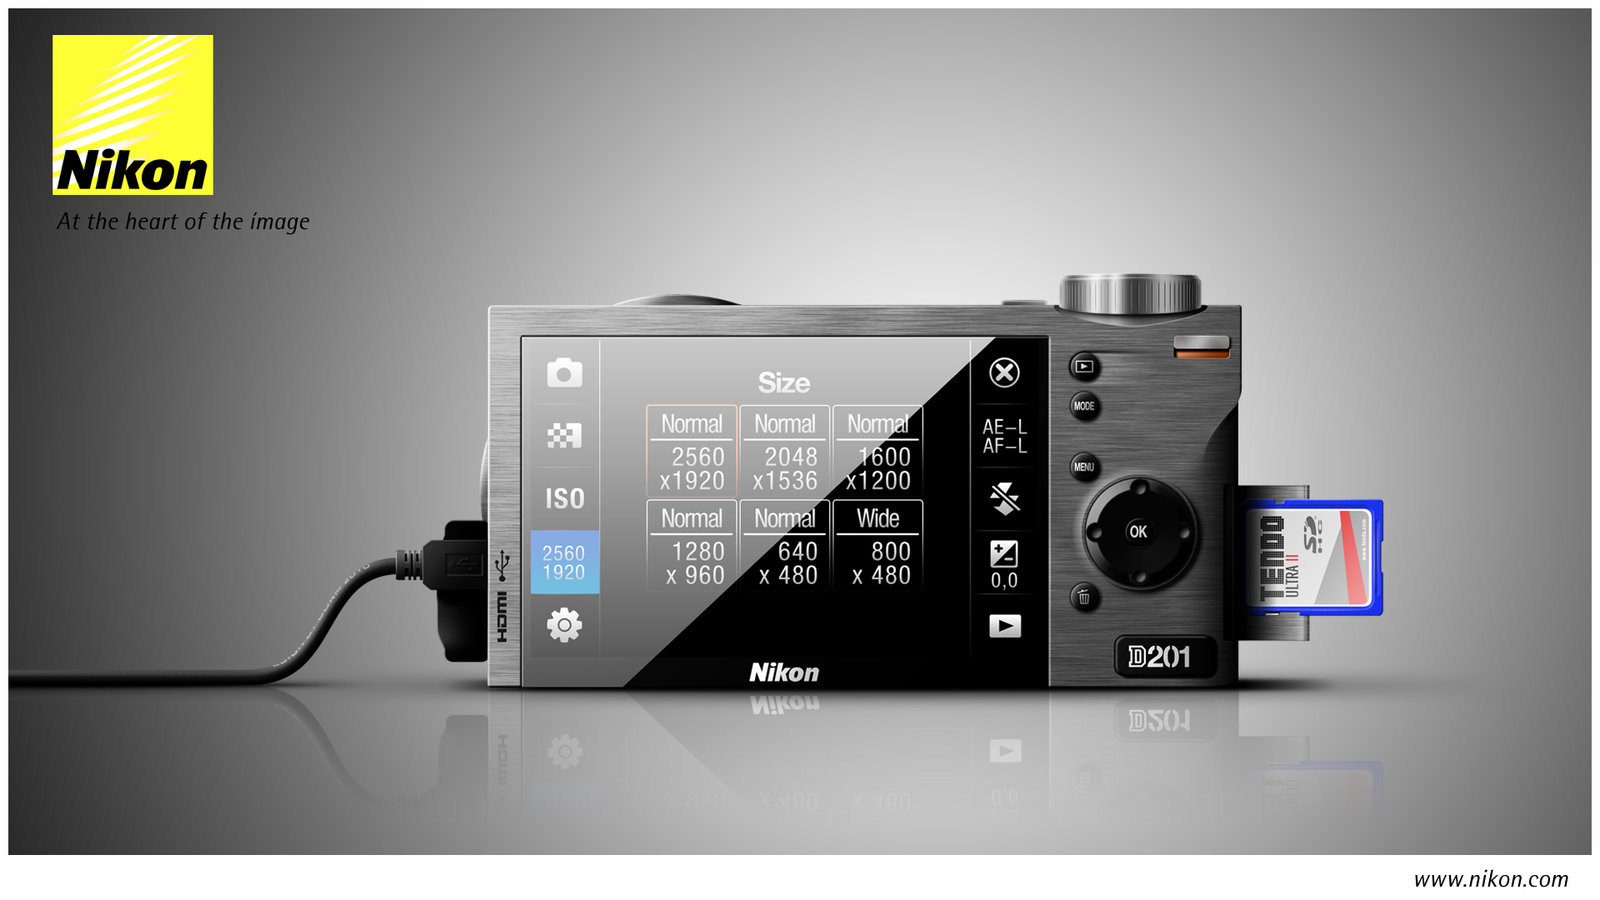 Nikon
At the heart of the image
Size
Normal
2560
x1920
Normal
2048
x1536
Normal
1600
x1200
Normal
1280
x 960
Normal
640
x 480
Wide
800
x 480
ISO
2560
1920
AE-L
AF-L
0,0
Nikon
HDMI
MODE
MENU
OK
D201
TENDO
ULTRA II
SD
HC
www.nikon.com